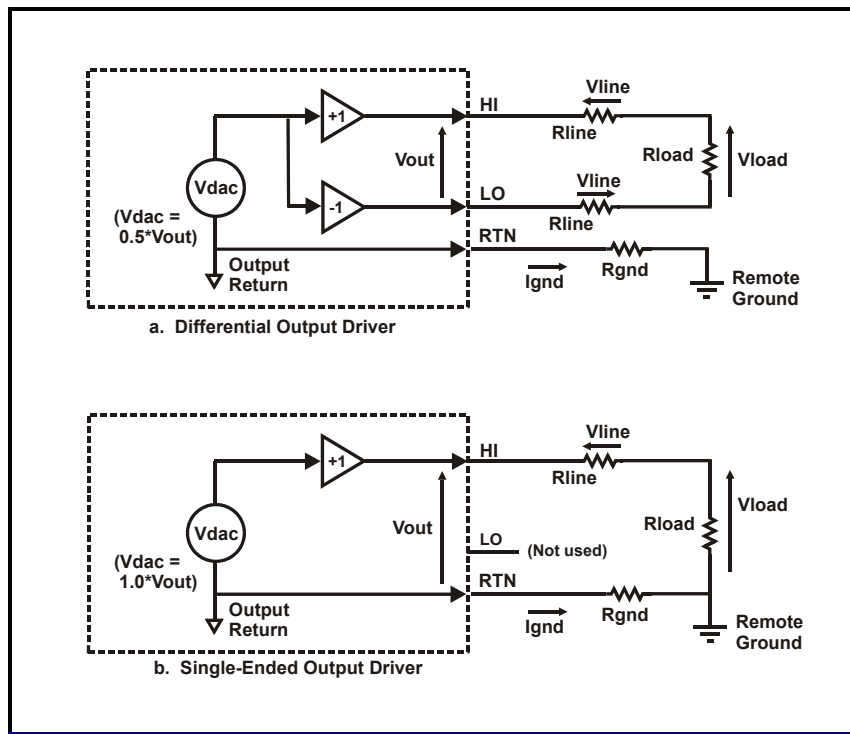 Vline
HI
+1
Rline
Vout
Rload
Vload
Vdac
Vline
LO
-1
(Vdac =
0.5*Vout)
Rline
RTN
Output
Return
Ignd
Rgnd
Remote
Ground
a. Differential Output Driver
Vline
HI
+1
Rline
Vload
Vdac
Vout
Rload
LO
(Not used)
(Vdac =
1.0*Vout)
RTN
Output
Return
Ignd
Rgnd
Remote
Ground
b. Single-Ended Output Driver